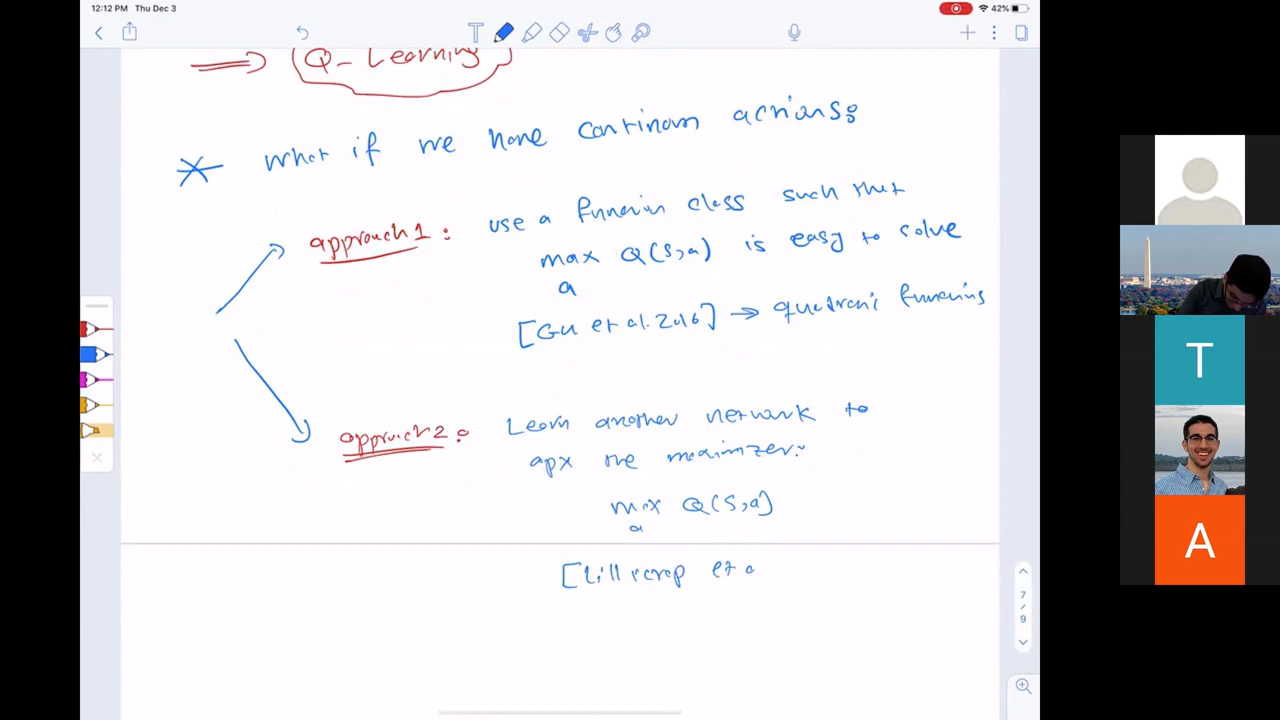 12:12 PM Thu Dec 3
42%
T
⟹ Q- Learning
* What if we have continuous actions:
approach 1: use a function class such that
max Q(s,a) is easy to solve
a
[Gu et al. 2016] → quadratic functions
approach 2: Learn another network to
apx the maximizer:
max Q(s,a)
a
[Lillicrap et a
7
/
9
T
A